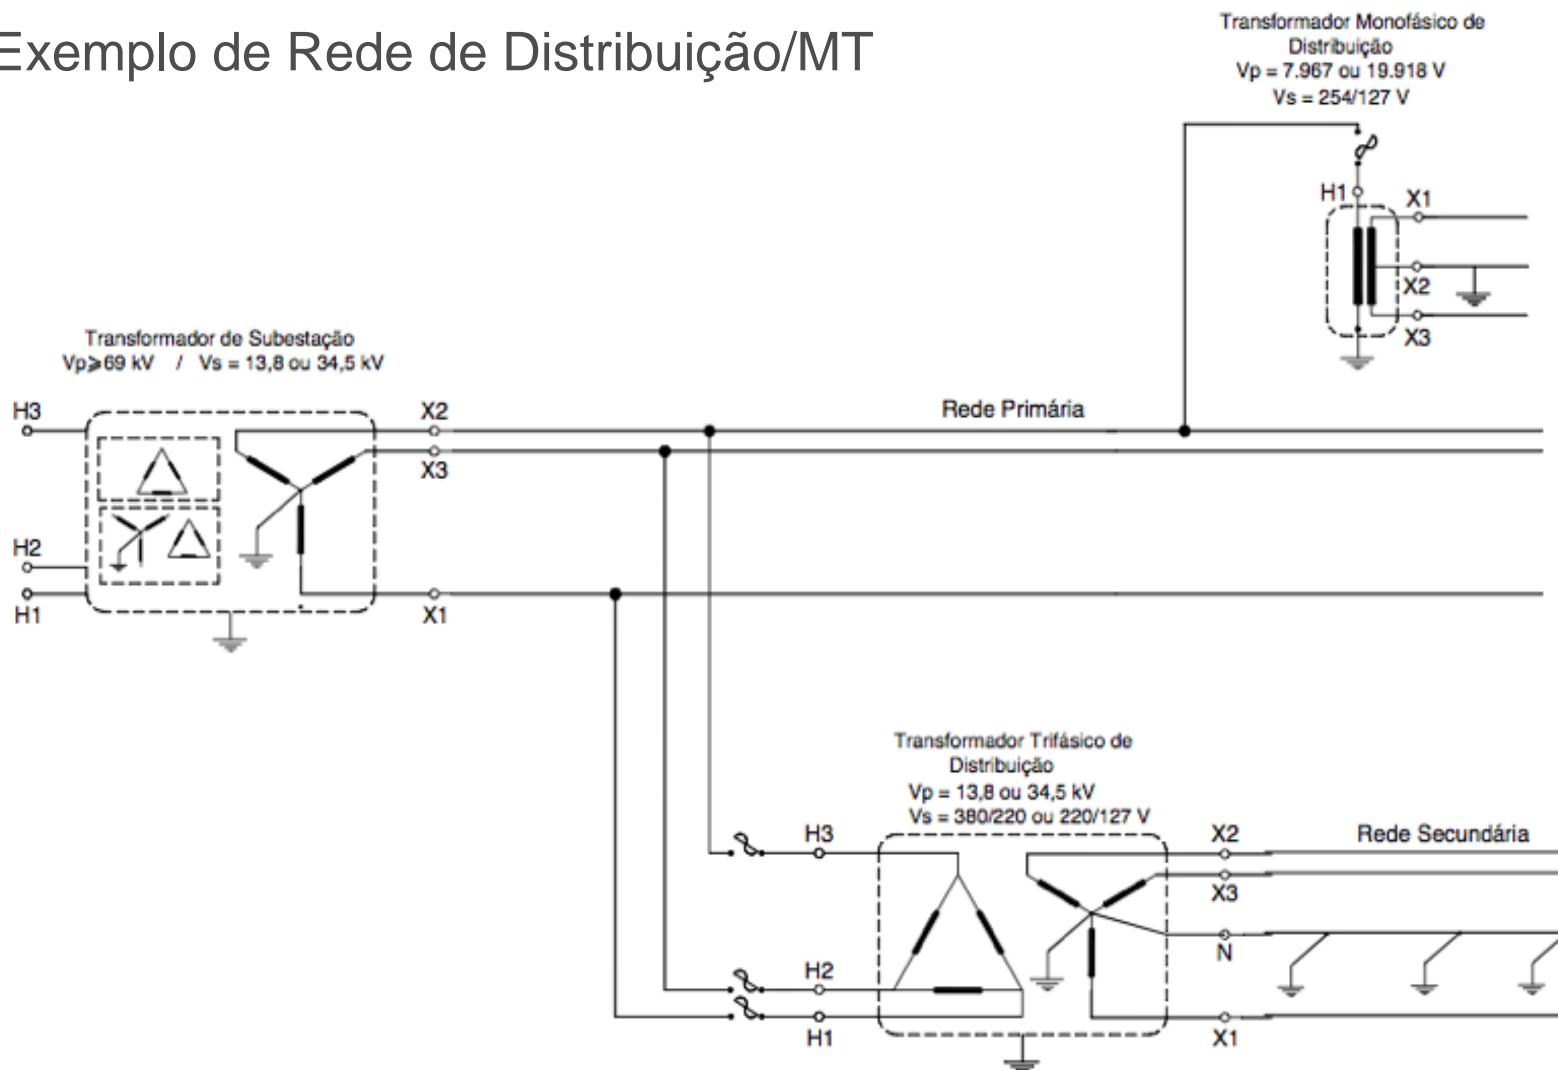 Exemplo de Rede de Distribuição/MT
Transformador Monofásico de
Distribuição
Vp = 7.967 ou 19.918 V
Vs = 254/127 V
H1
X1
X2
X3
Transformador de Subestação
Vp⩾69 kV / Vs = 13,8 ou 34,5 kV
H3
H2
H1
X2
X3
X1
Rede Primária
Transformador Trifásico de
Distribuição
Vp = 13,8 ou 34,5 kV
Vs = 380/220 ou 220/127 V
H3
H2
H1
X2
X3
N
X1
Rede Secundária